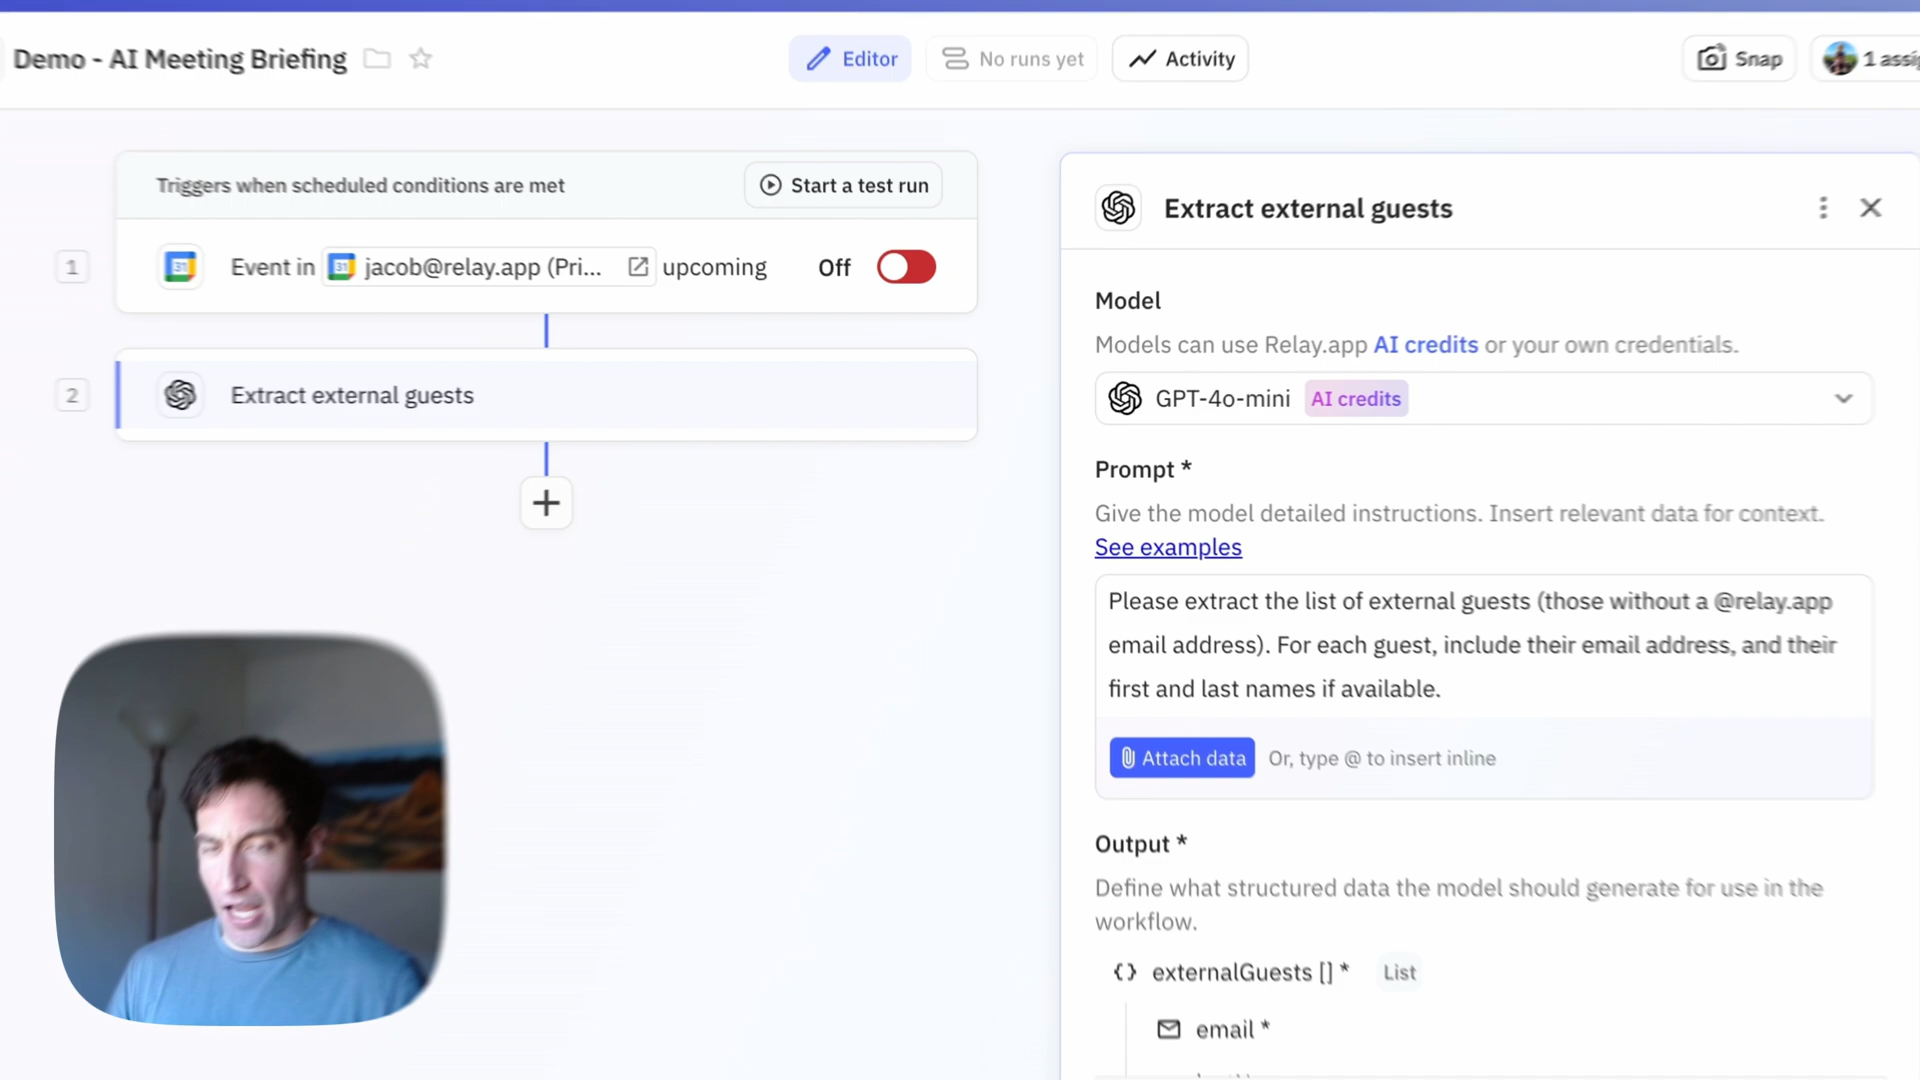 Demo - AI Meeting Briefing
Editor
No runs yet
Activity
Snap
1
Triggers when scheduled conditions are met
Start a test run
1
Event in
31
jacob@relay.app (Pri...
upcoming
Off
2
Extract external guests
Extract external guests
Model
Models can use Relay.app AI credits or your own credentials.
GPT-4o-mini
AI credits
Prompt *
Give the model detailed instructions. Insert relevant data for context.
See examples
Please extract the list of external guests (those without a @relay.app
email address). For each guest, include their email address, and their
first and last names if available.
Attach data
Or, type @ to insert inline
Output *
Define what structured data the model should generate for use in the
workflow.
externalGuests [] *
List
email *